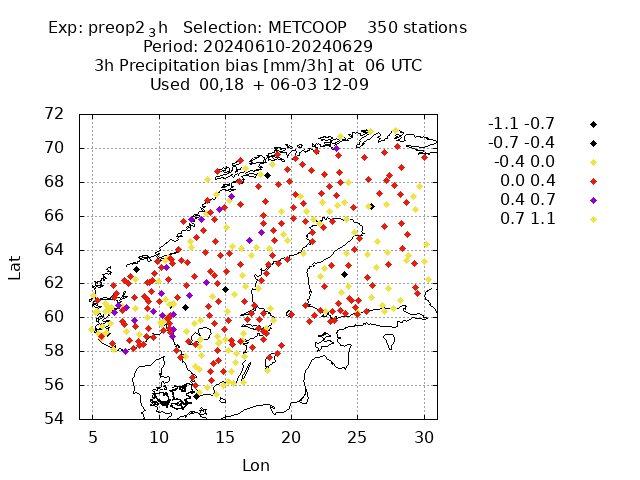 Exp: preop2₃h Selection: METCOOP 350 stations
Period: 20240610-20240629
3h Precipitation bias [mm/3h] at 06 UTC
Used 00,18 + 06-03 12-09
-1.1 -0.7
-0.7 -0.4
-0.4 0.0
0.0 0.4
0.4 0.7
0.7 1.1
72
70
68
66
64
62
60
58
56
54
Lat
5 10 15 20 25 30
Lon